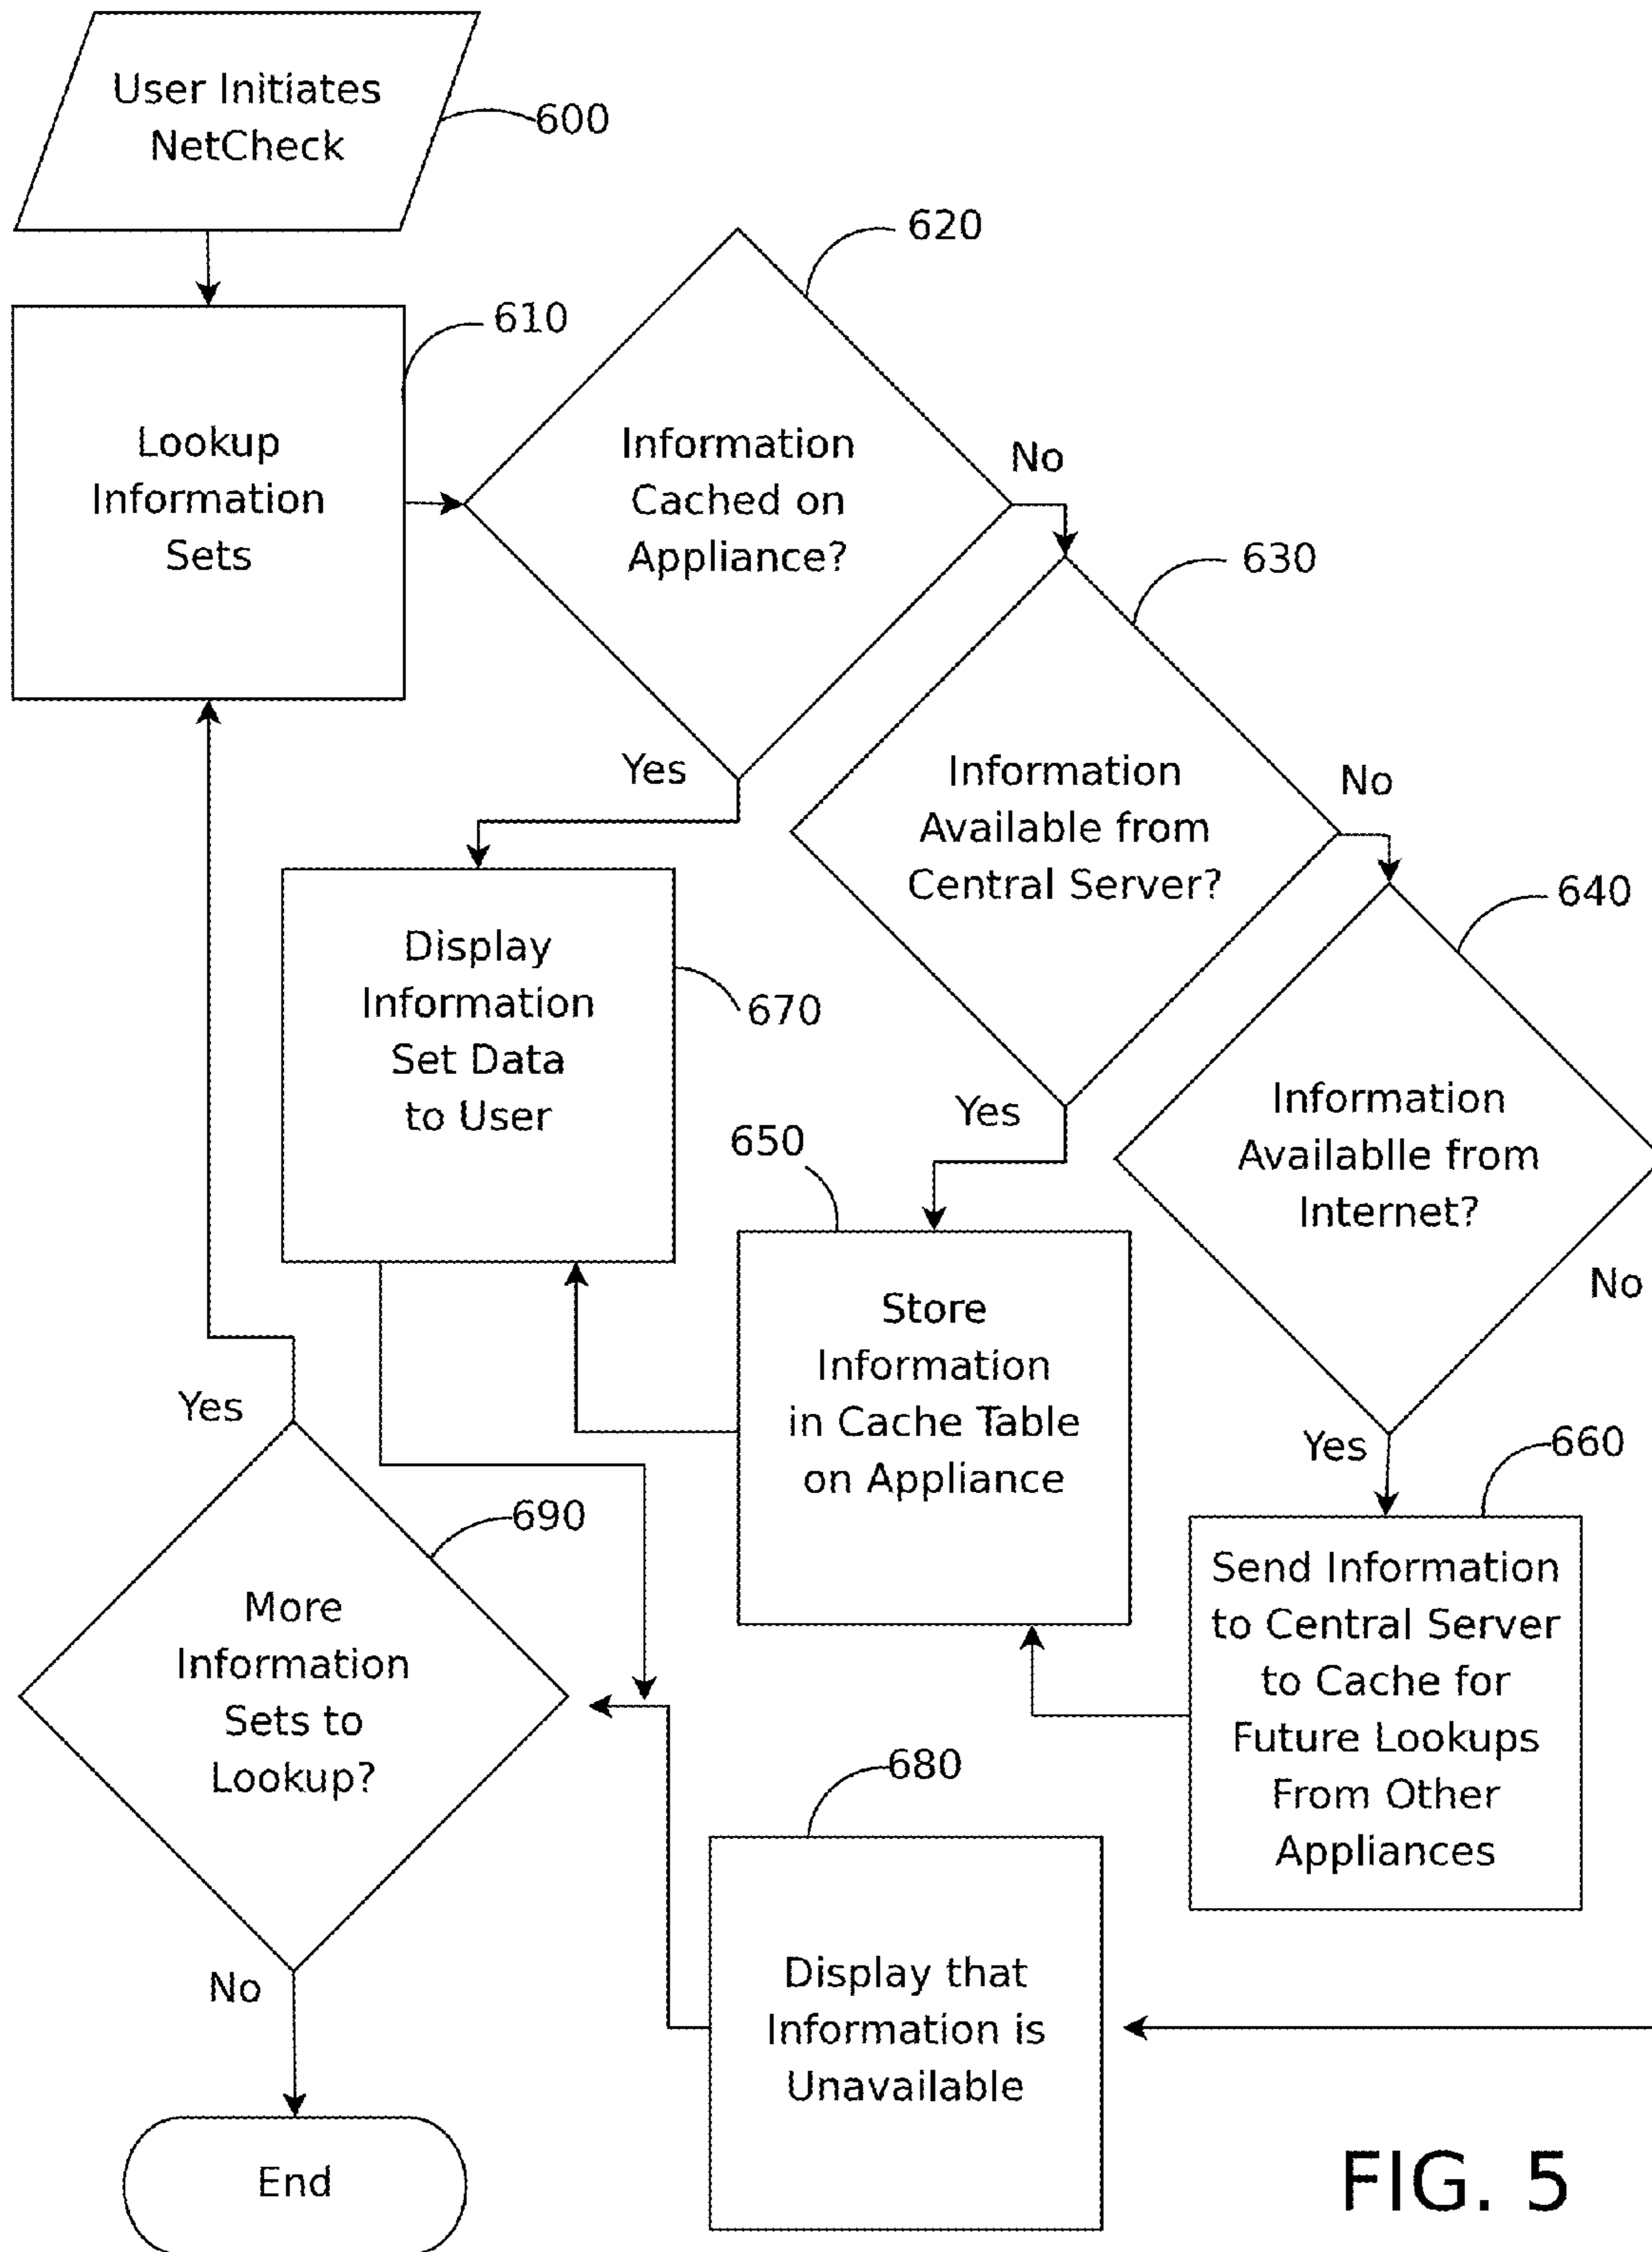 User Initiates
NetCheck
600
610
Lookup
Information
Sets
620
Information
Cached on
Appliance?
No
Yes
630
Information
Available from
Central Server?
No
Yes
640
Information
Availablle from
Internet?
No
Yes
Display
Information
Set Data
to User
670
650
Store
Information
in Cache Table
on Appliance
660
Send Information
to Central Server
to Cache for
Future Lookups
From Other
Appliances
Yes
690
More
Information
Sets to
Lookup?
No
680
Display that
Information is
Unavailable
End
FIG. 5